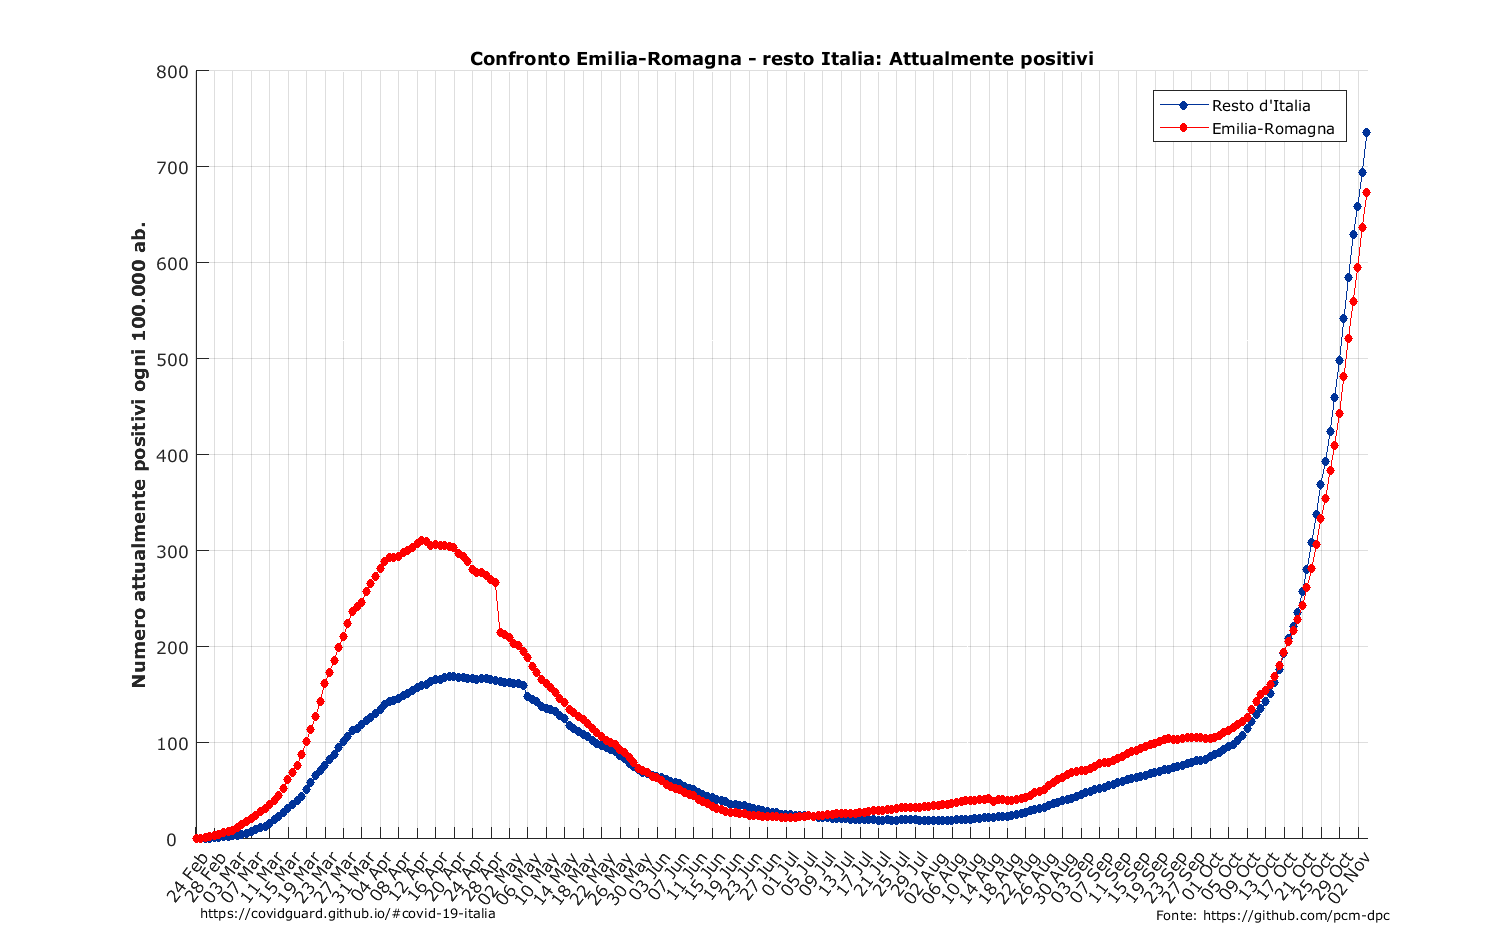 Confronto Emilia-Romagna - resto Italia: Attualmente positivi
Resto d'Italia
Emilia-Romagna
Numero attualmente positivi ogni 100.000 ab.
800
700
600
500
400
300
200
100
0
24 Feb
28 Feb
03 Mar
07 Mar
11 Mar
15 Mar
19 Mar
23 Mar
27 Mar
31 Mar
04 Apr
08 Apr
12 Apr
16 Apr
20 Apr
24 Apr
28 Apr
02 May
06 May
10 May
14 May
18 May
22 May
26 May
30 May
03 Jun
07 Jun
11 Jun
15 Jun
19 Jun
23 Jun
27 Jun
01 Jul
05 Jul
09 Jul
13 Jul
17 Jul
21 Jul
25 Jul
29 Jul
02 Aug
06 Aug
10 Aug
14 Aug
18 Aug
22 Aug
26 Aug
30 Aug
03 Sep
07 Sep
11 Sep
15 Sep
19 Sep
23 Sep
27 Sep
01 Oct
05 Oct
09 Oct
13 Oct
17 Oct
21 Oct
25 Oct
29 Oct
02 Nov
https://covidguard.github.io/#covid-19-italia
Fonte: https://github.com/pcm-dpc